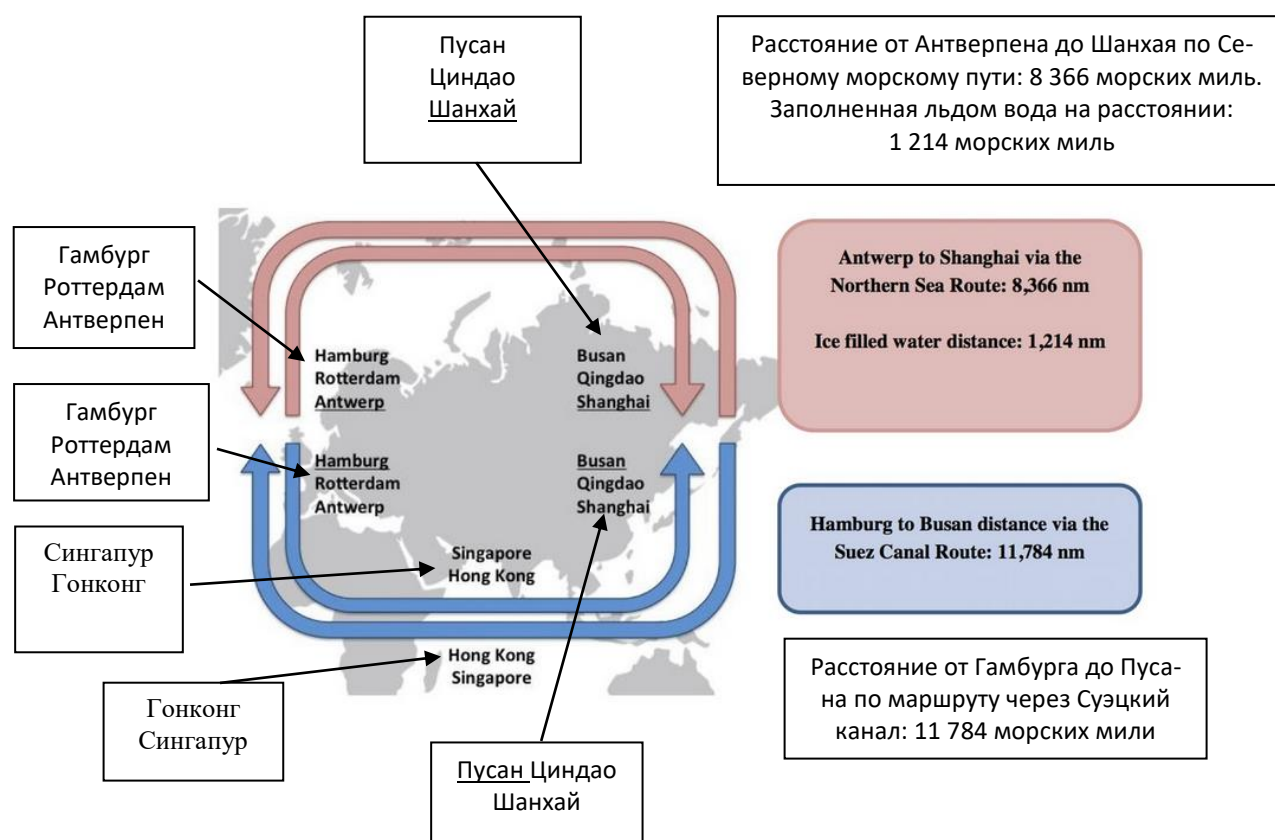 Пусан
Циндао
Шанхай
Расстояние от Антверпена до Шанхая по Се-
верному морскому пути: 8 366 морских миль.
Заполненная льдом вода на расстоянии:
1 214 морских миль
Гамбург
Роттердам
Антверпен
Antwerp to Shanghai via the
Northern Sea Route: 8,366 nm
Ice filled water distance: 1,214 nm
Hamburg
Rotterdam
Antwerp
Busan
Qingdao
Shanghai
Гамбург
Роттердам
Антверпен
Hamburg
Rotterdam
Antwerp
Busan
Qingdao
Shanghai
Hamburg to Busan distance via the
Suez Canal Route: 11,784 nm
Сингапур
Гонконг
Singapore
Hong Kong
Hong Kong
Singapore
Расстояние от Гамбурга до Пуса-
на по маршруту через Суэцкий
канал: 11 784 морских мили
Гонконг
Сингапур
Пусан Циндао
Шанхай